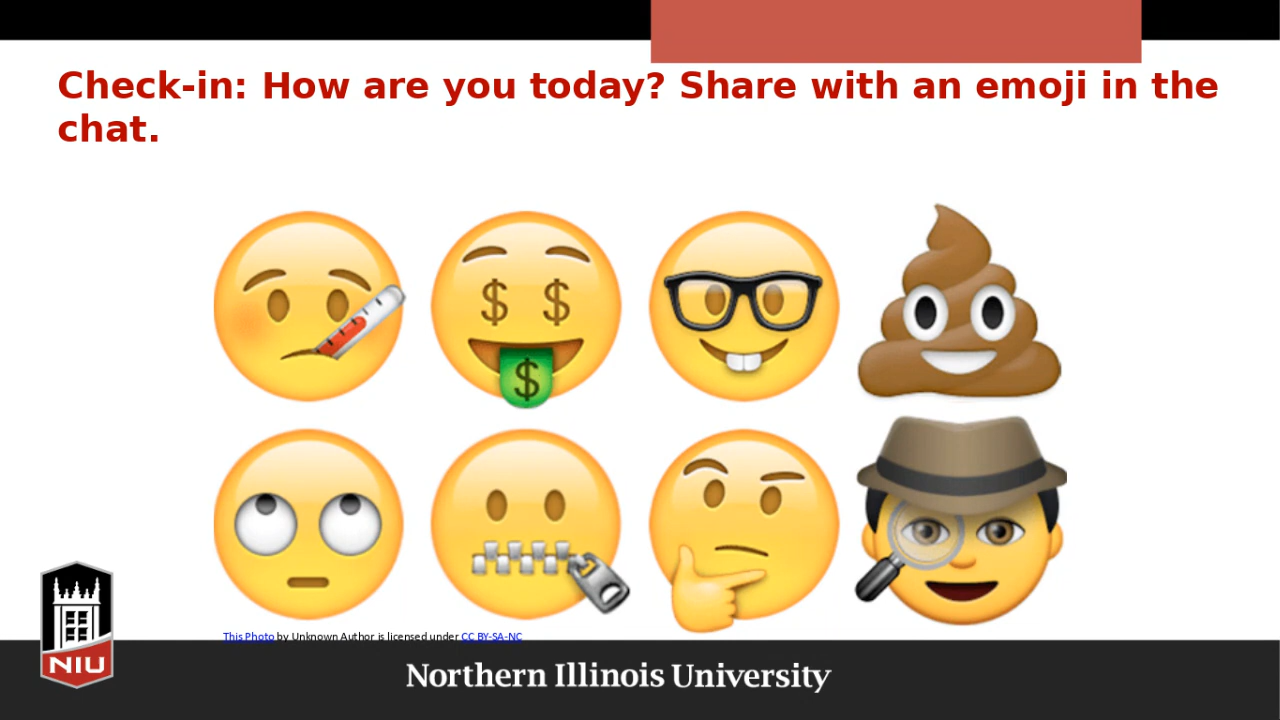 Check-in: How are you today? Share with an emoji in the
chat.
$ $
$
This Photo by Unknown Author is licensed under CC BY-SA-NC
NIU
Northern Illinois University